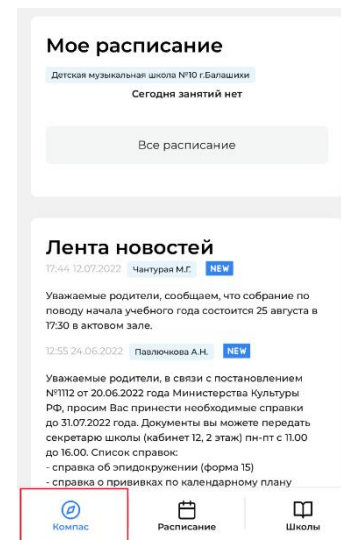 Мое расписание
Детская музыкальная школа №10 г.Балашихи
Сегодня занятий нет
Все расписание
Лента новостей
17:44 12.07.2022 Чантурая М.Г. NEW
Уважаемые родители, сообщаем, что собрание по
поводу начала учебного года состоится 25 августа в
17:30 в актовом зале.
12:55 24.06.2022 Павлючкова А.Н. NEW
Уважаемые родители, в связи с постановлением
№1112 от 20.06.2022 года Министерства Культуры
РФ, просим Вас принести необходимые справки
до 31.07.2022 года. Документы вы можете передать
секретарю школы (кабинет 12, 2 этаж) пн-пт с 11.00
до 16.00. Список справок:
- справка об эпидокружении (форма 15)
- справка о прививках по календарному плану
Компас Расписание Школы